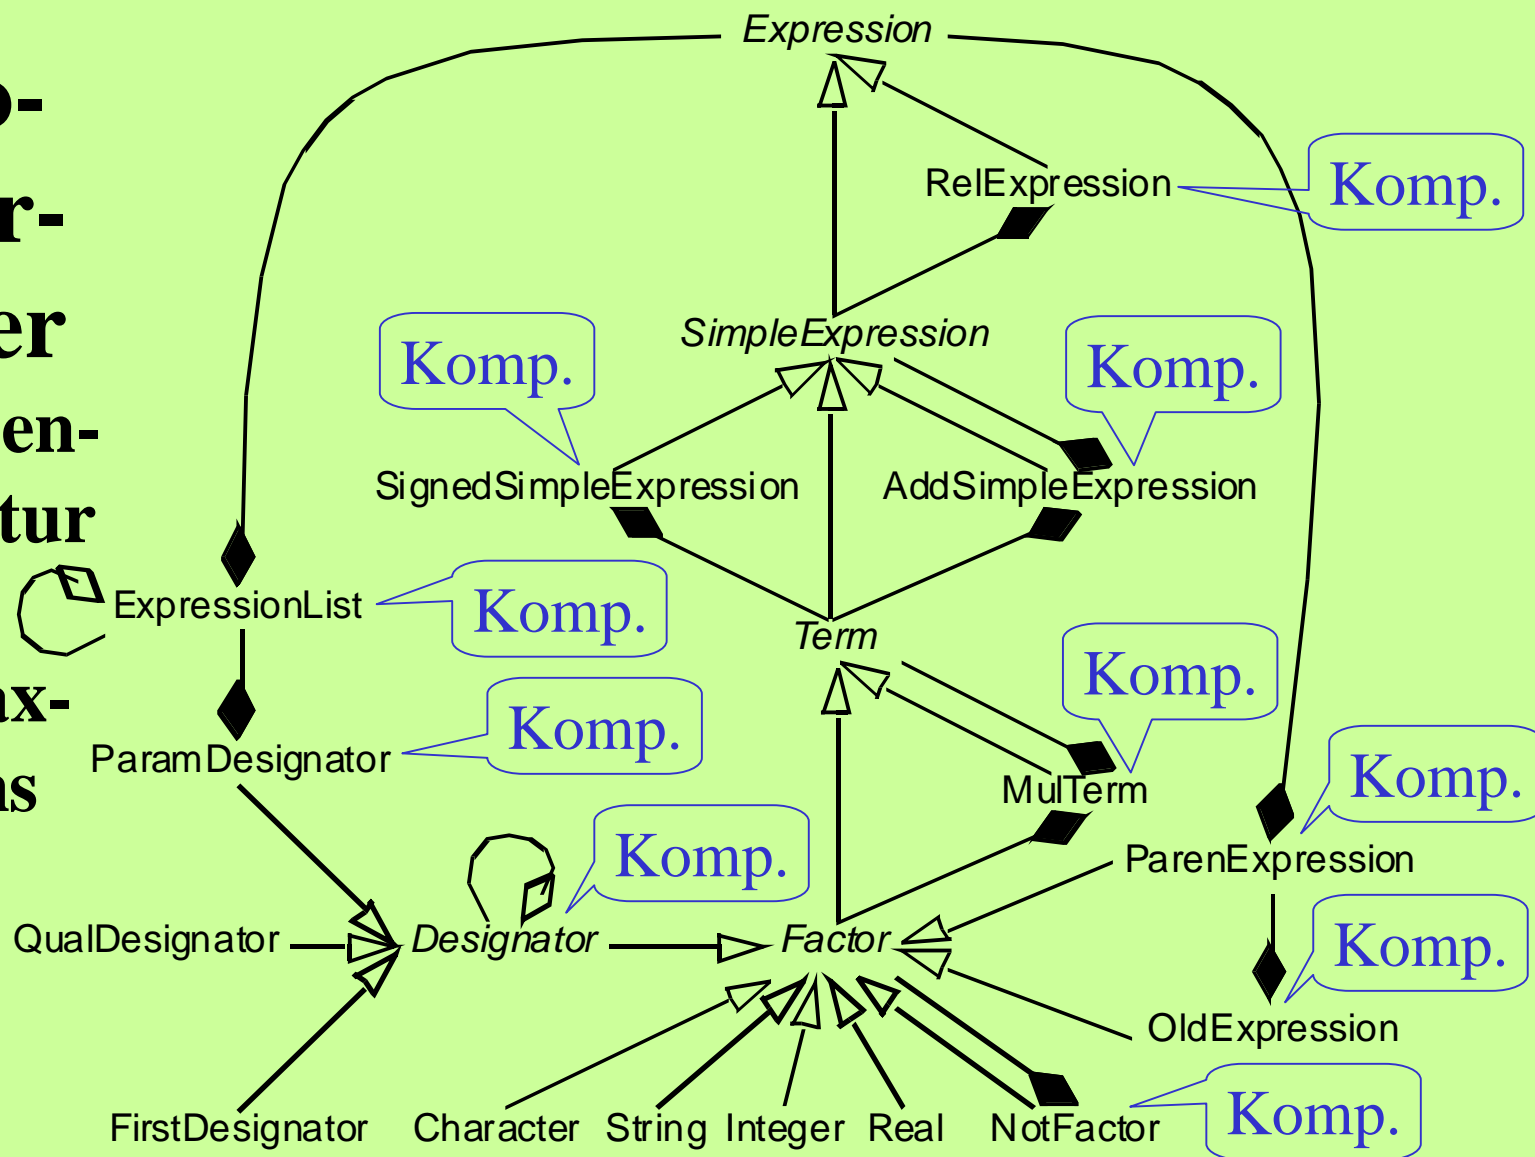 Expression
o-
RelExpression
Komp.
r-
er
SimpleExpression
Komp.
Komp.
en-
SignedSimpleExpression
AddSimpleExpression
tur
ExpressionList
Komp.
Term
Komp.
ax-
Komp.
ParamDesignator
MulTerm
Komp.
ns
Komp.
ParenExpression
QualDesignator
Designator
Factor
Komp.
OldExpression
FirstDesignator
Character
String
Integer
Real
NotFactor
Komp.